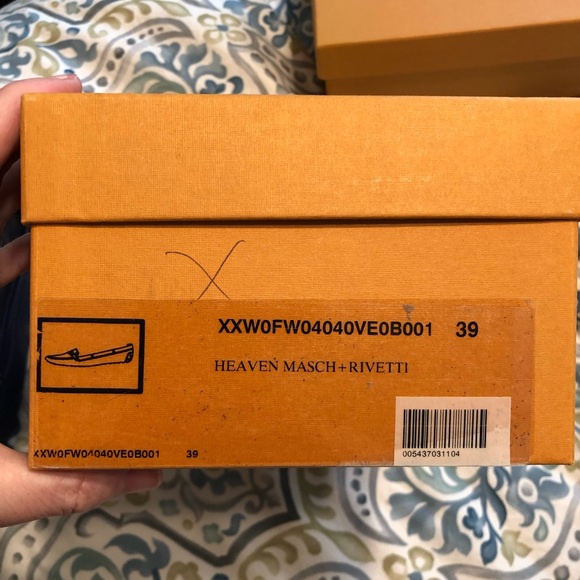 X
XXW0FW04040VE0B001 39
HEAVEN MASCH+RIVETTI
005437031104
XXW0FW04040VE0B001 39